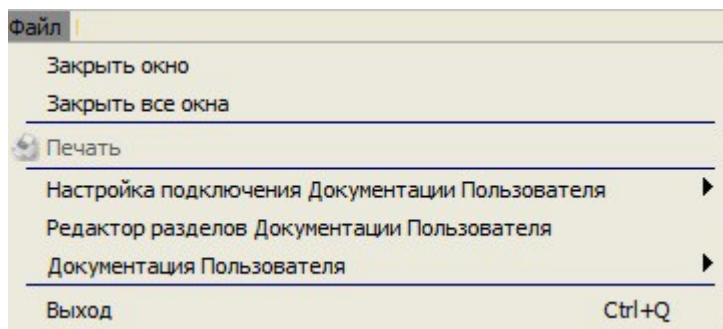 Файл
Закрыть окно
Закрыть все окна
Печать
Настройка подключения Документации Пользователя
Редактор разделов Документации Пользователя
Документация Пользователя
Выход Ctrl+Q